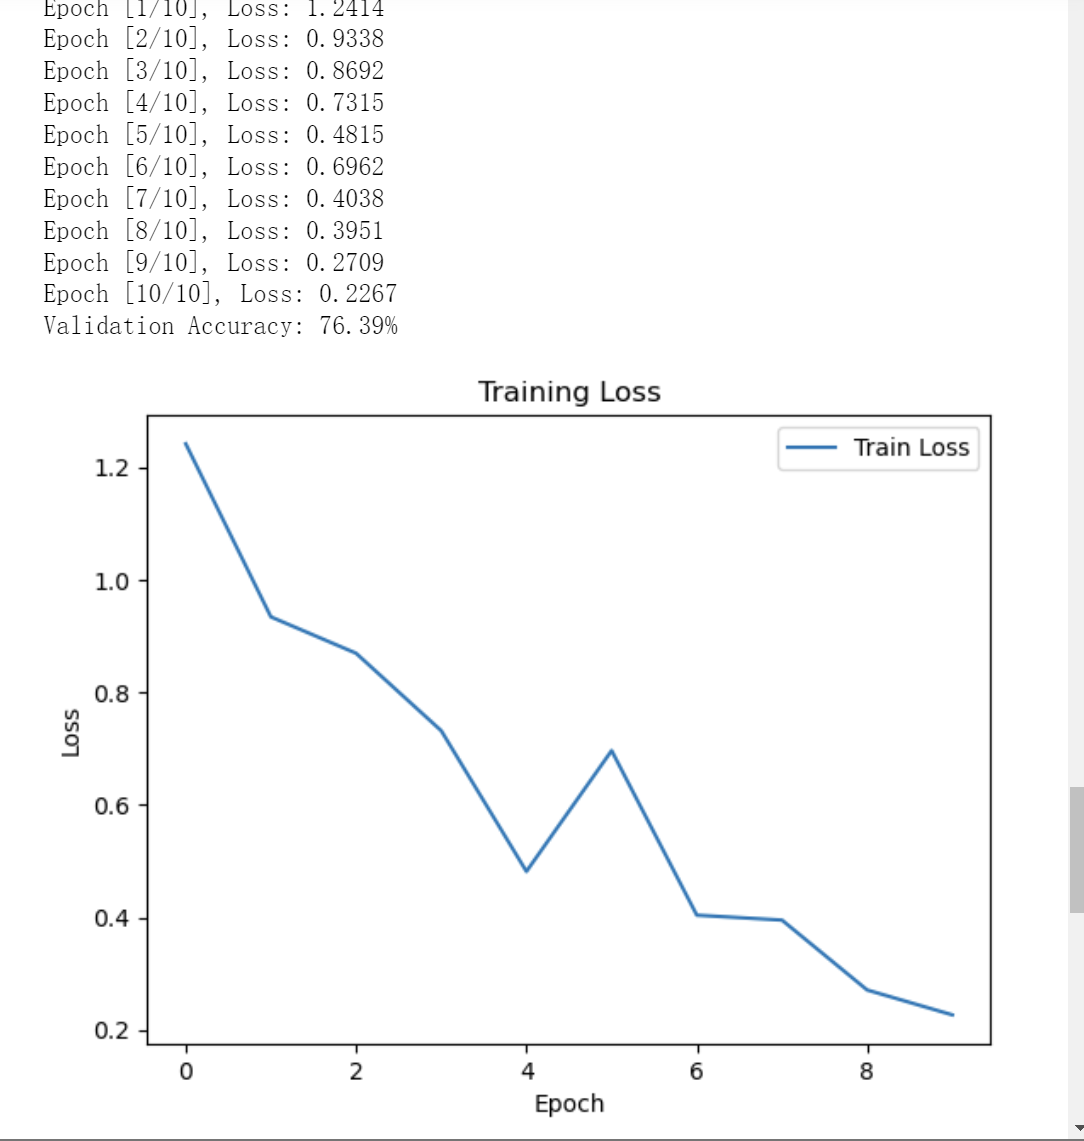 Epoch [1/10], Loss: 1.2414
Epoch [2/10], Loss: 0.9338
Epoch [3/10], Loss: 0.8692
Epoch [4/10], Loss: 0.7315
Epoch [5/10], Loss: 0.4815
Epoch [6/10], Loss: 0.6962
Epoch [7/10], Loss: 0.4038
Epoch [8/10], Loss: 0.3951
Epoch [9/10], Loss: 0.2709
Epoch [10/10], Loss: 0.2267
Validation Accuracy: 76.39%
Training Loss
Train Loss
1.2
1.0
0.8
0.6
0.4
0.2
Loss
0 2 4 6 8
Epoch